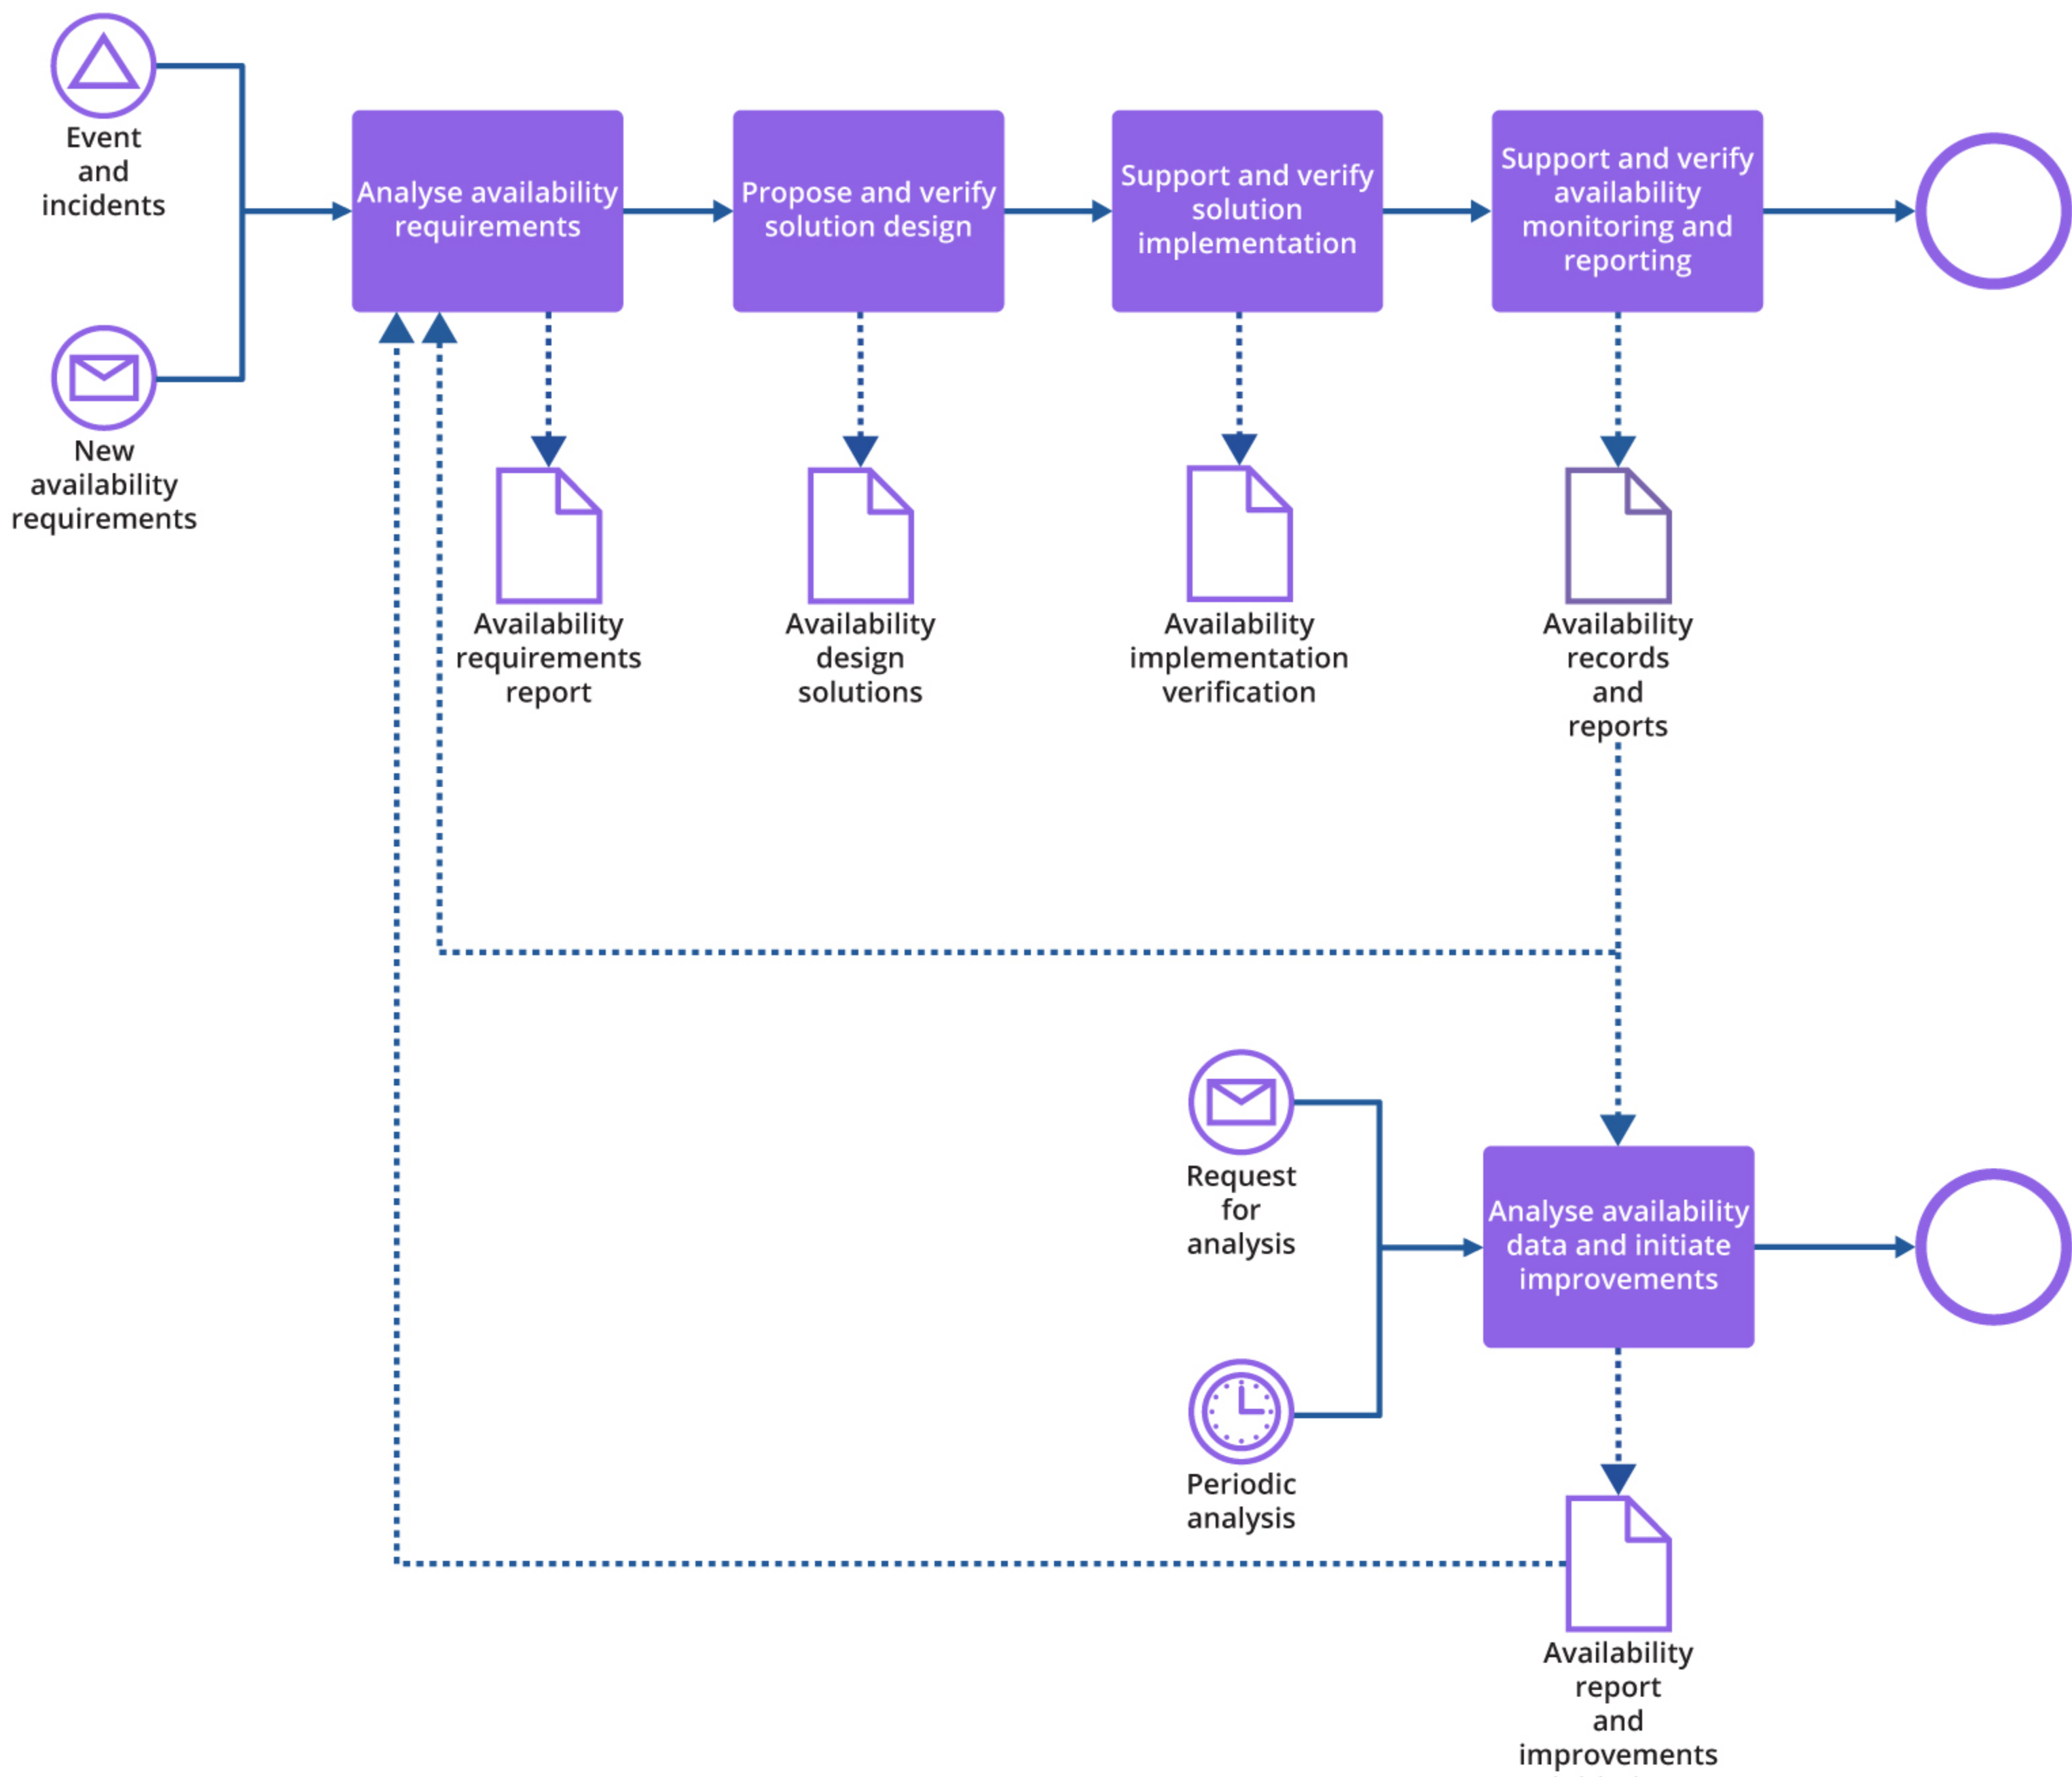 Event
and
incidents
New
availability
requirements
Analyse availability
requirements
Propose and verify
solution design
Support and verify
solution
implementation
Support and verify
availability
monitoring and
reporting
Availability
requirements
report
Availability
design
solutions
Availability
implementation
verification
Availability
records
and
reports
Request
for
analysis
Periodic
analysis
Analyse availability
data and initiate
improvements
Availability
report
and
improvements